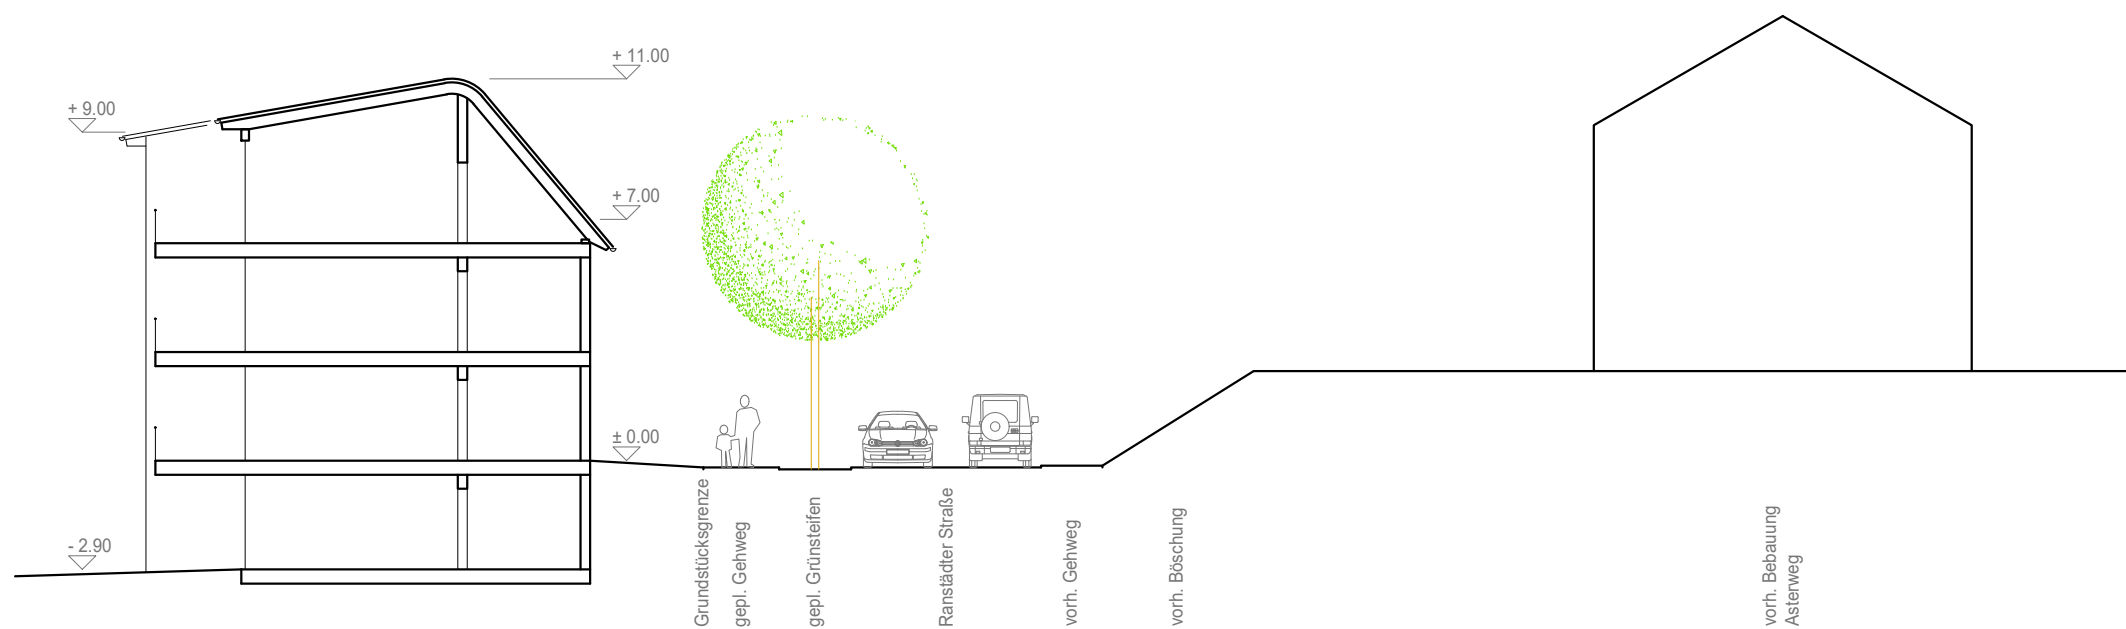 + 11.00
+ 9.00
+ 7.00
± 0.00
- 2.90
Grundstücksgrenze
gepl. Gehweg
gepl. Grünsteifen
Ranstädter Straße
vorh. Gehweg
vorh. Böschung
vorh. Bebauung
Asterweg